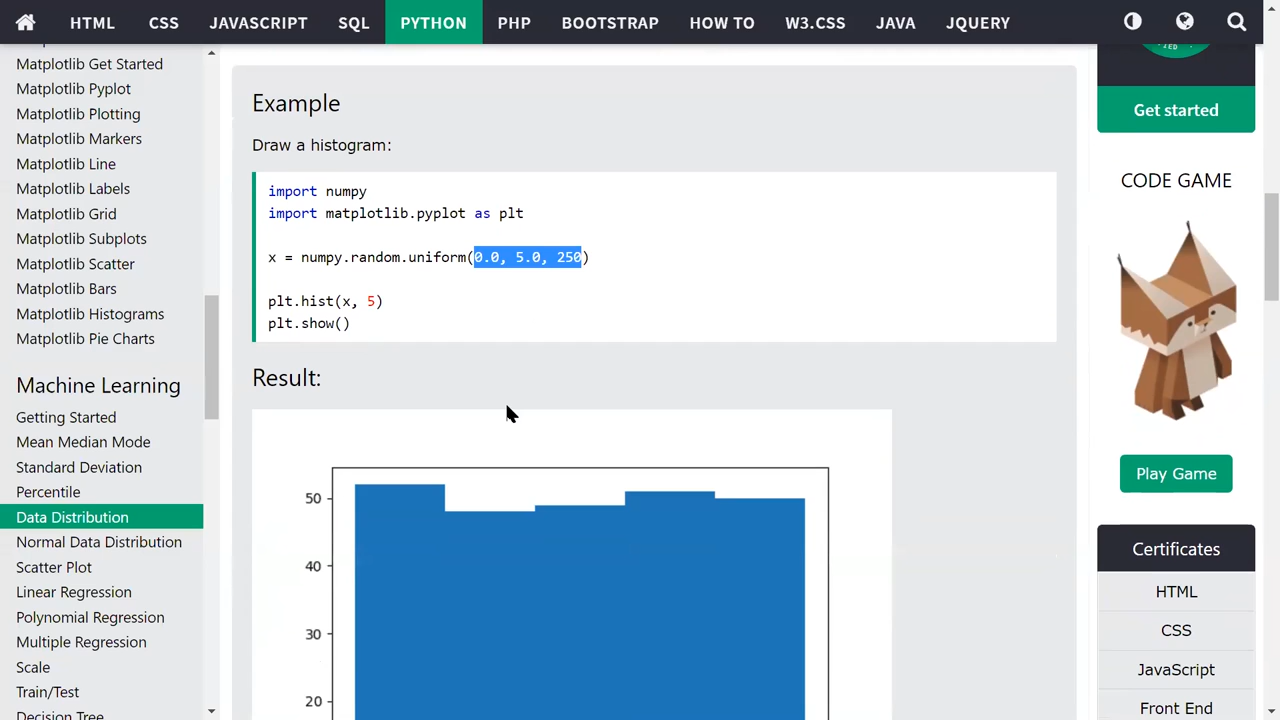 HTML CSS JAVASCRIPT SQL PYTHON PHP BOOTSTRAP HOW TO W3.CSS JAVA JQUERY
Matplotlib Get Started
Matplotlib Pyplot
Matplotlib Plotting
Matplotlib Markers
Matplotlib Line
Matplotlib Labels
Matplotlib Grid
Matplotlib Subplots
Matplotlib Scatter
Matplotlib Bars
Matplotlib Histograms
Matplotlib Pie Charts
Machine Learning
Getting Started
Mean Median Mode
Standard Deviation
Percentile
Data Distribution
Normal Data Distribution
Scatter Plot
Linear Regression
Polynomial Regression
Multiple Regression
Scale
Train/Test
Decision Tree
Example
Draw a histogram:
import numpy
import matplotlib.pyplot as plt
x = numpy.random.uniform(0.0, 5.0, 250)
plt.hist(x, 5)
plt.show()
Result:
50
40
30
20
Get started
CODE GAME
Play Game
Certificates
HTML
CSS
JavaScript
Front End